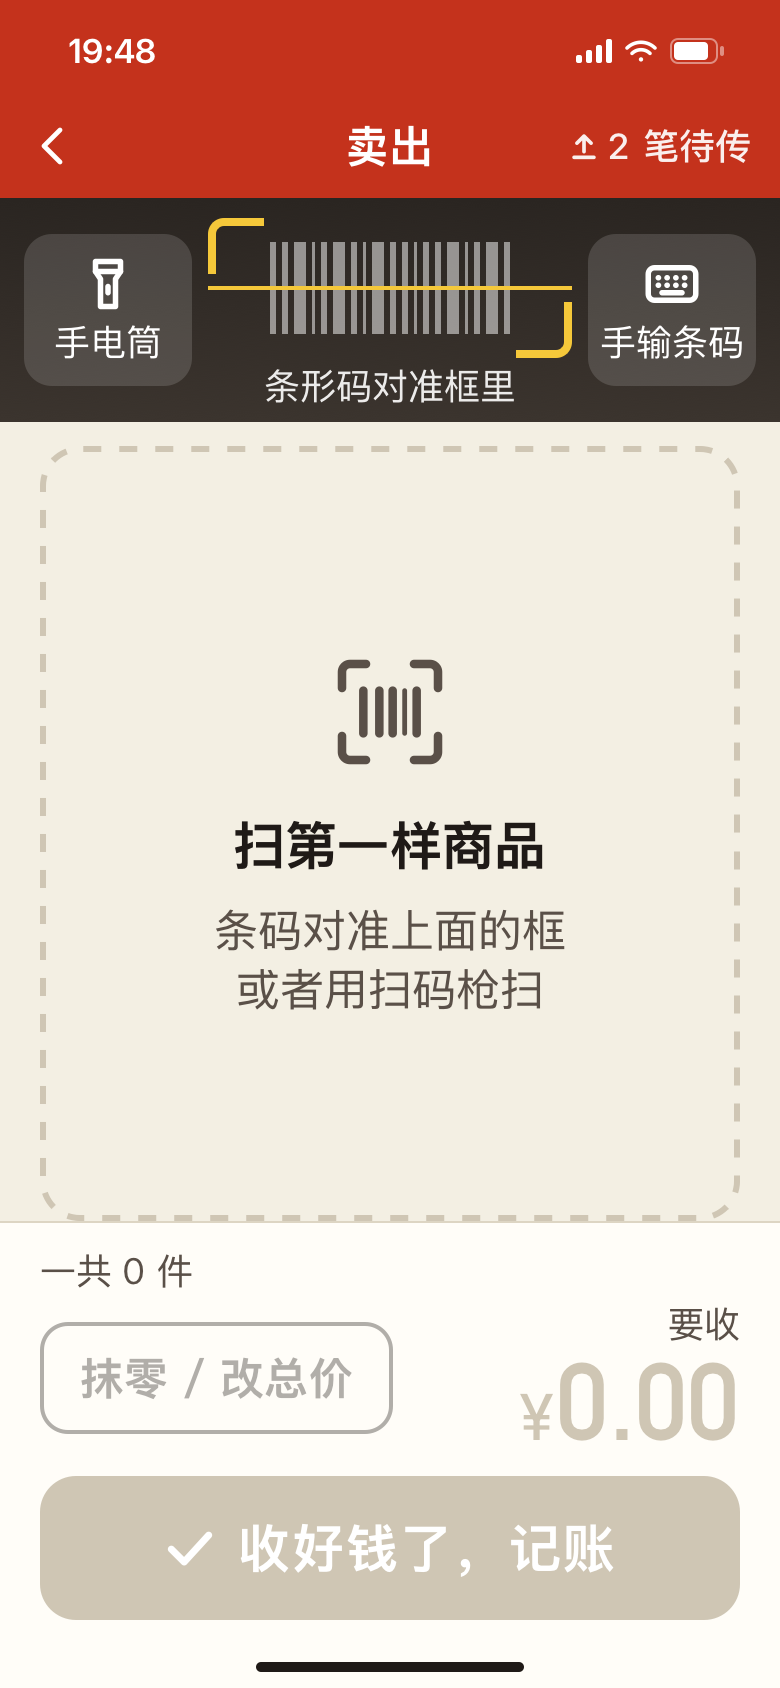 19:48
卖出
2 笔待传
手电筒
条形码对准框里
手输条码
扫第一样商品
条码对准上面的框
或者用扫码枪扫
一共 0 件
抹零 / 改总价
要收
¥0.00
收好钱了，记账